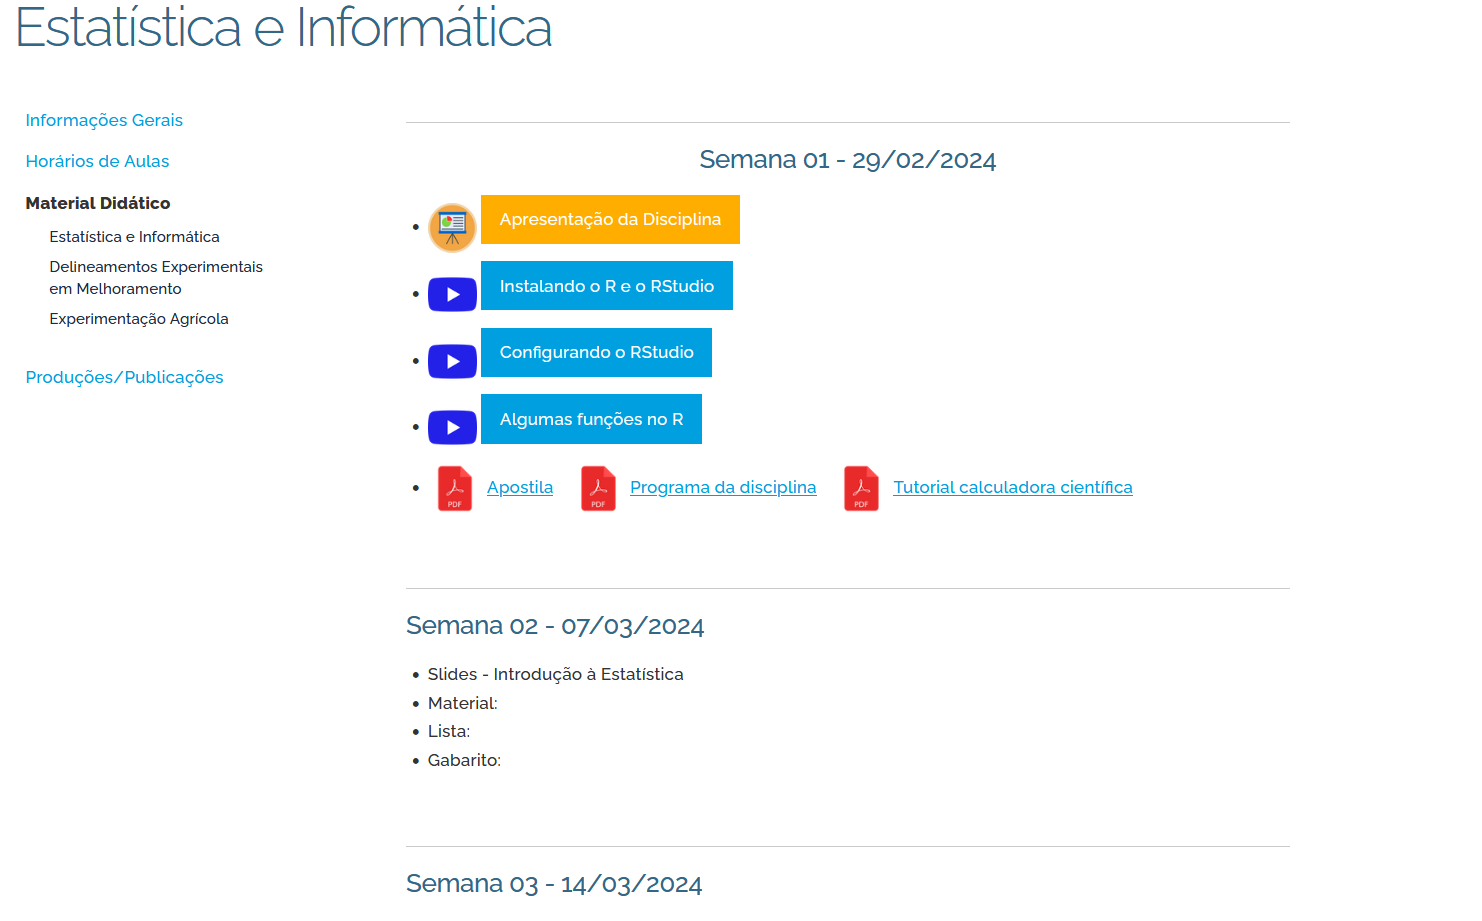 Estatística e Informática
Informações Gerais
Horários de Aulas
Material Didático
Estatística e Informática
Delineamentos Experimentais
em Melhoramento
Experimentação Agrícola
Produções/Publicações
Semana 01 - 29/02/2024
Apresentação da Disciplina
Instalando o R e o RStudio
Configurando o RStudio
Algumas funções no R
PDF Apostila PDF Programa da disciplina PDF Tutorial calculadora científica
Semana 02 - 07/03/2024
Slides - Introdução à Estatística
Material:
Lista:
Gabarito:
Semana 03 - 14/03/2024